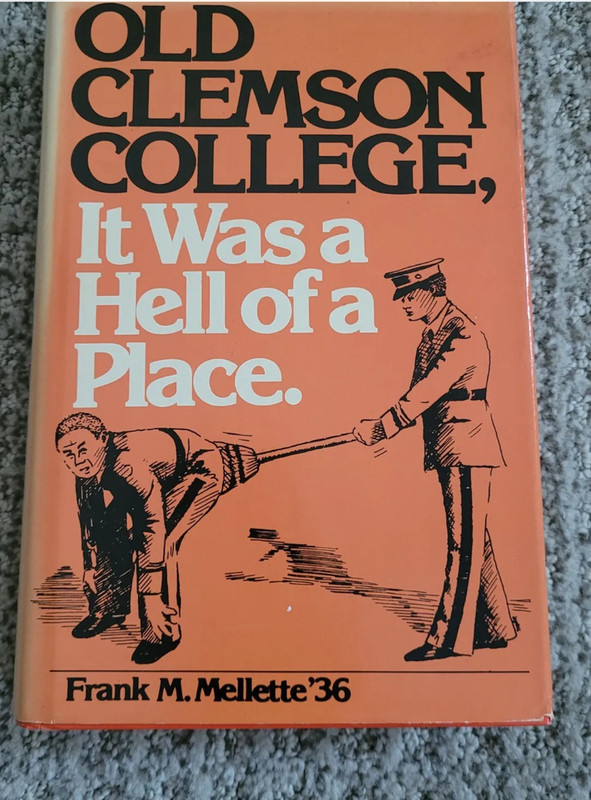 OLD
CLEMSON
COLLEGE,
It Was a
Hell of a
Place.
Frank M. Mellette '36